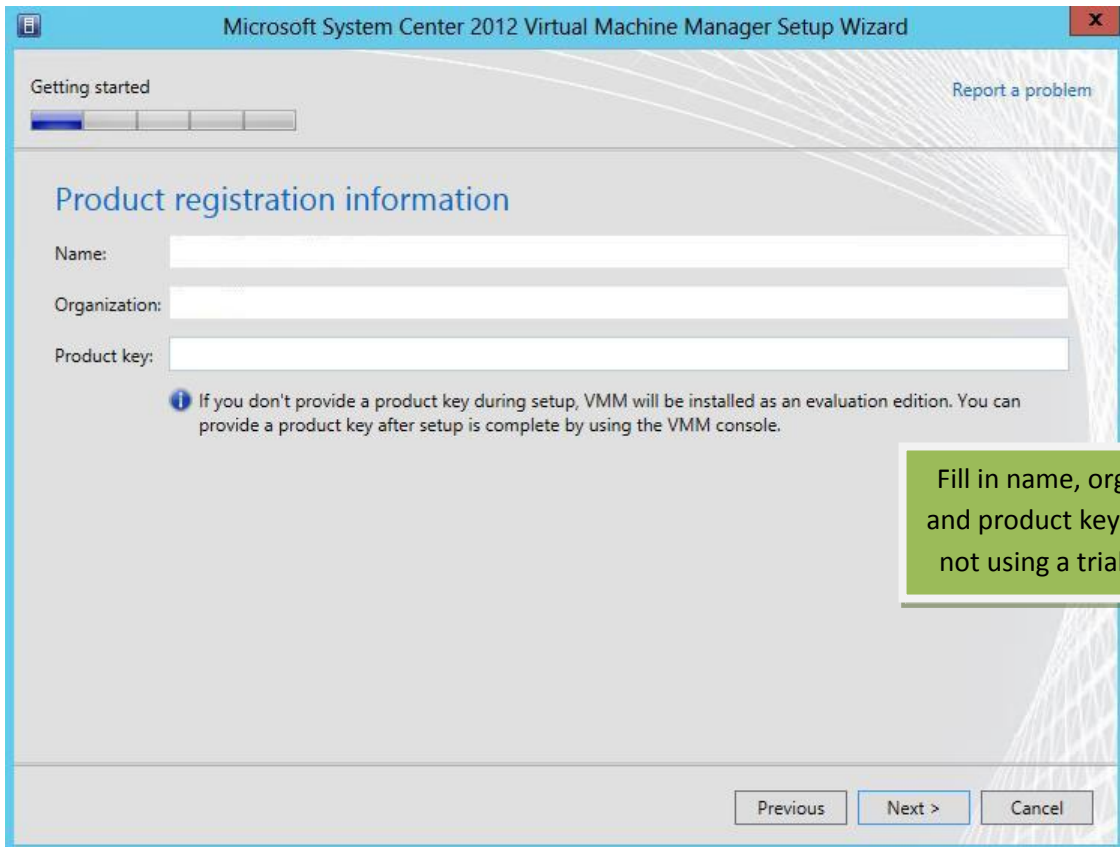 Microsoft System Center 2012 Virtual Machine Manager Setup Wizard
x
Getting started
Report a problem
Product registration information
Name:
Organization:
Product key:
If you don't provide a product key during setup, VMM will be installed as an evaluation edition. You can
provide a product key after setup is complete by using the VMM console.
Fill in name,
and product key
not using a
Previous
Next >
Cancel